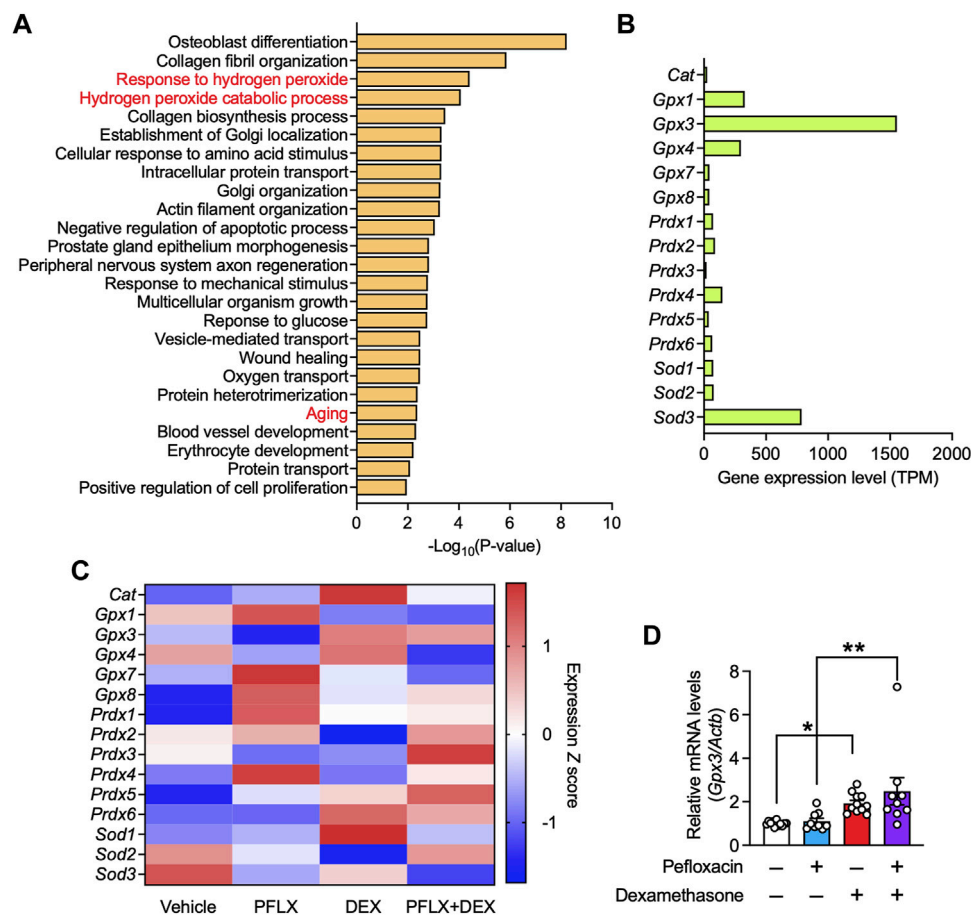 A
Osteoblast differentiation
Collagen fibril organization
Response to hydrogen peroxide
Hydrogen peroxide catabolic process
Collagen biosynthesis process
Establishment of Golgi localization
Cellular response to amino acid stimulus
Intracellular protein transport
Golgi organization
Actin filament organization
Negative regulation of apoptotic process
Prostate gland epithelium morphogenesis
Peripheral nervous system axon regeneration
Response to mechanical stimulus
Multicellular organism growth
Reponse to glucose
Vesicle-mediated transport
Wound healing
Oxygen transport
Protein heterotrimerization
Aging
Blood vessel development
Erythrocyte development
Protein transport
Positive regulation of cell proliferation
0 2 4 6 8 10
-Log10(P-value)
B
Cat
Gpx1
Gpx3
Gpx4
Gpx7
Gpx8
Prdx1
Prdx2
Prdx3
Prdx4
Prdx5
Prdx6
Sod1
Sod2
Sod3
0 500 1000 1500 2000
Gene expression level (TPM)
C
Cat
Gpx1
Gpx3
Gpx4
Gpx7
Gpx8
Prdx1
Prdx2
Prdx3
Prdx4
Prdx5
Prdx6
Sod1
Sod2
Sod3
Vehicle PFLX DEX PFLX+DEX
1
0
-1
Expression Z score
D
Relative mRNA levels
(Gpx3/Actb)
8
6
4
2
0
*
**
Pefloxacin – + – +
Dexamethasone – – + +